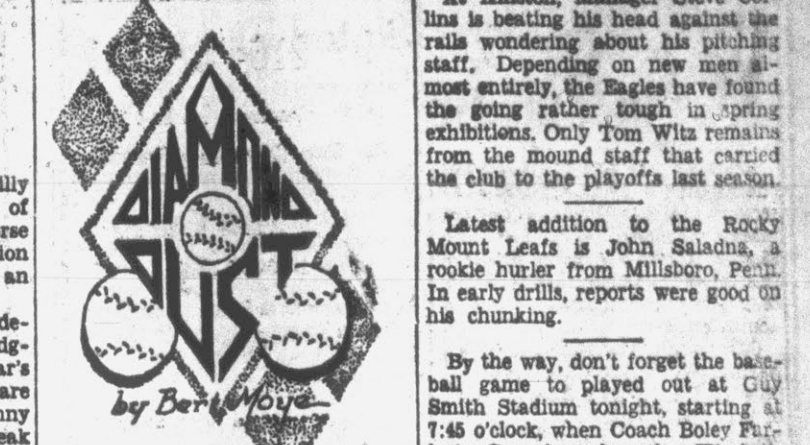 illy
of
rse
ion
an
de-
dg-
ar's
are
nny
eak
DIAMOND
DUST
by Bert Moye
lins is beating his head against the
rails wondering about his pitching
staff. Depending on new men al-
most entirely, the Eagles have found
the going rather tough in spring
exhibitions. Only Tom Witz remains
from the mound staff that carried
the club to the playoffs last season.
Latest addition to the Rocky
Mount Leafs is John Saladna, a
rookie hurler from Millsboro, Penn.
In early drills, reports were good on
his chunking.
By the way, don't forget the base-
ball game to played out at Guy
Smith Stadium tonight, starting at
7:45 o'clock, when Coach Boley Far-